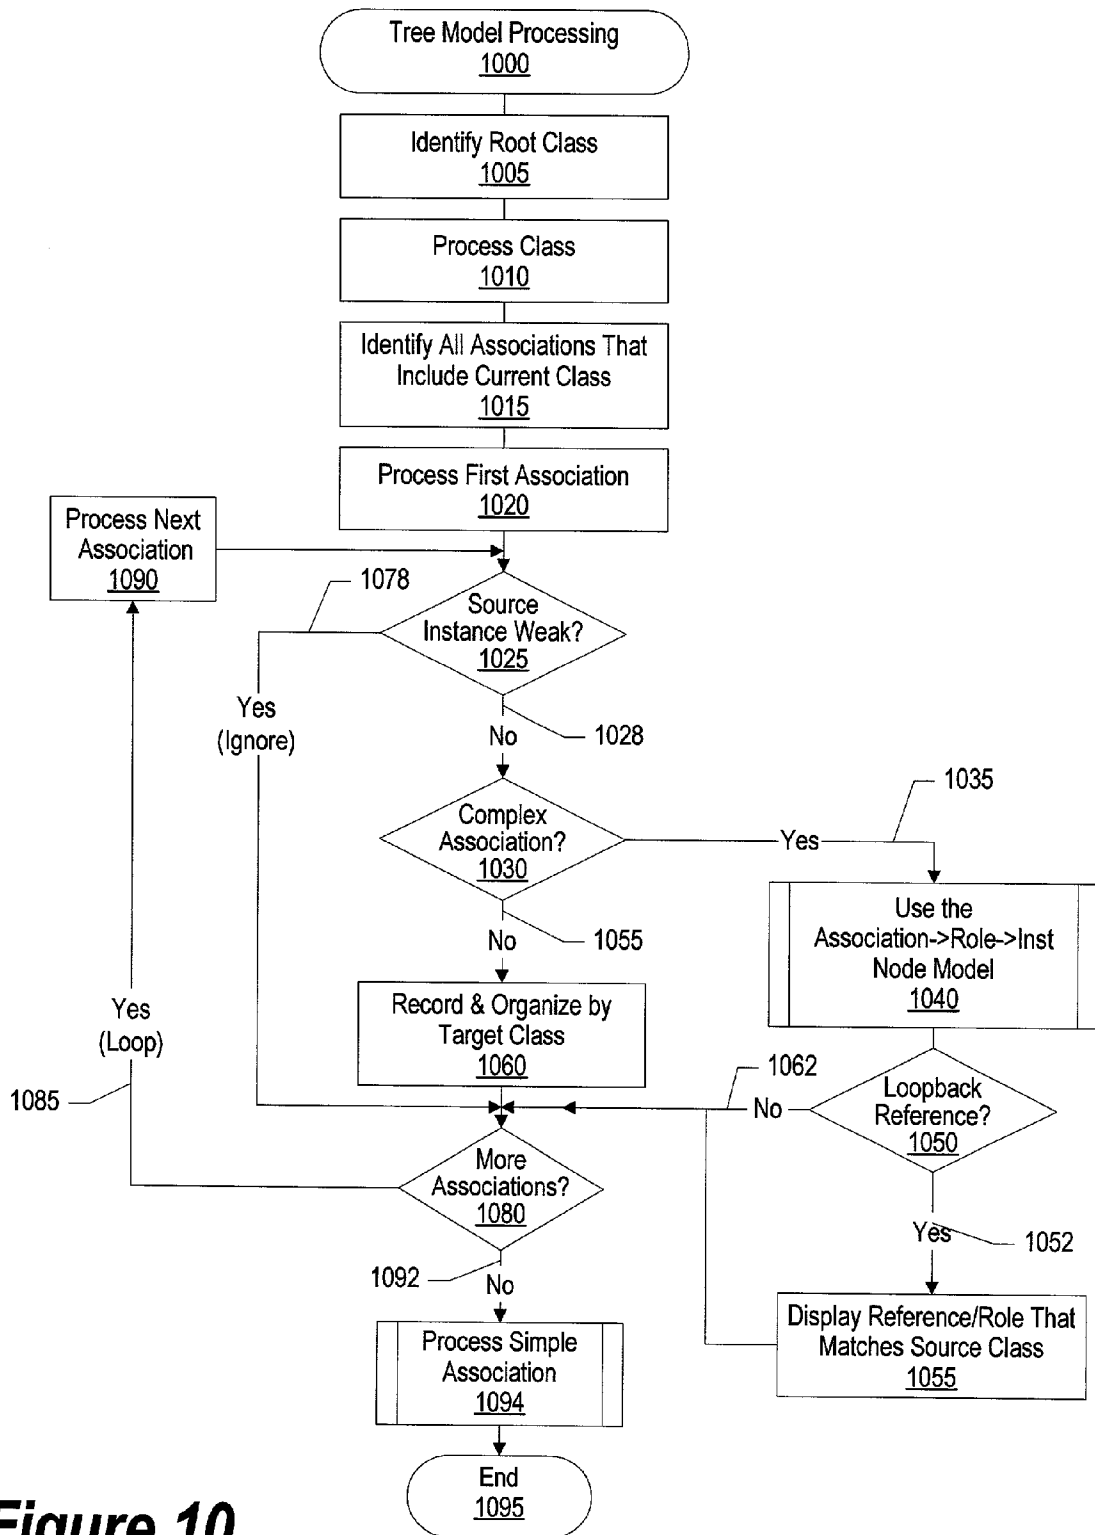 Tree Model Processing
1000
Identify Root Class
1005
Process Class
1010
Identify All Associations That
Include Current Class
1015
Process First Association
1020
Process Next
Association
1090
1078
Source
Instance Weak?
1025
Yes
(Ignore)
No
1028
1035
Complex
Association?
1030
Yes
Use the
Association->Role->Inst
Node Model
1040
No
1055
Record & Organize by
Target Class
1060
Yes
(Loop)
1085
1062
No
Loopback
Reference?
1050
More
Associations?
1080
Yes
1052
1092
No
Display Reference/Role That
Matches Source Class
1055
Process Simple
Association
1094
End
1095
Figure 10